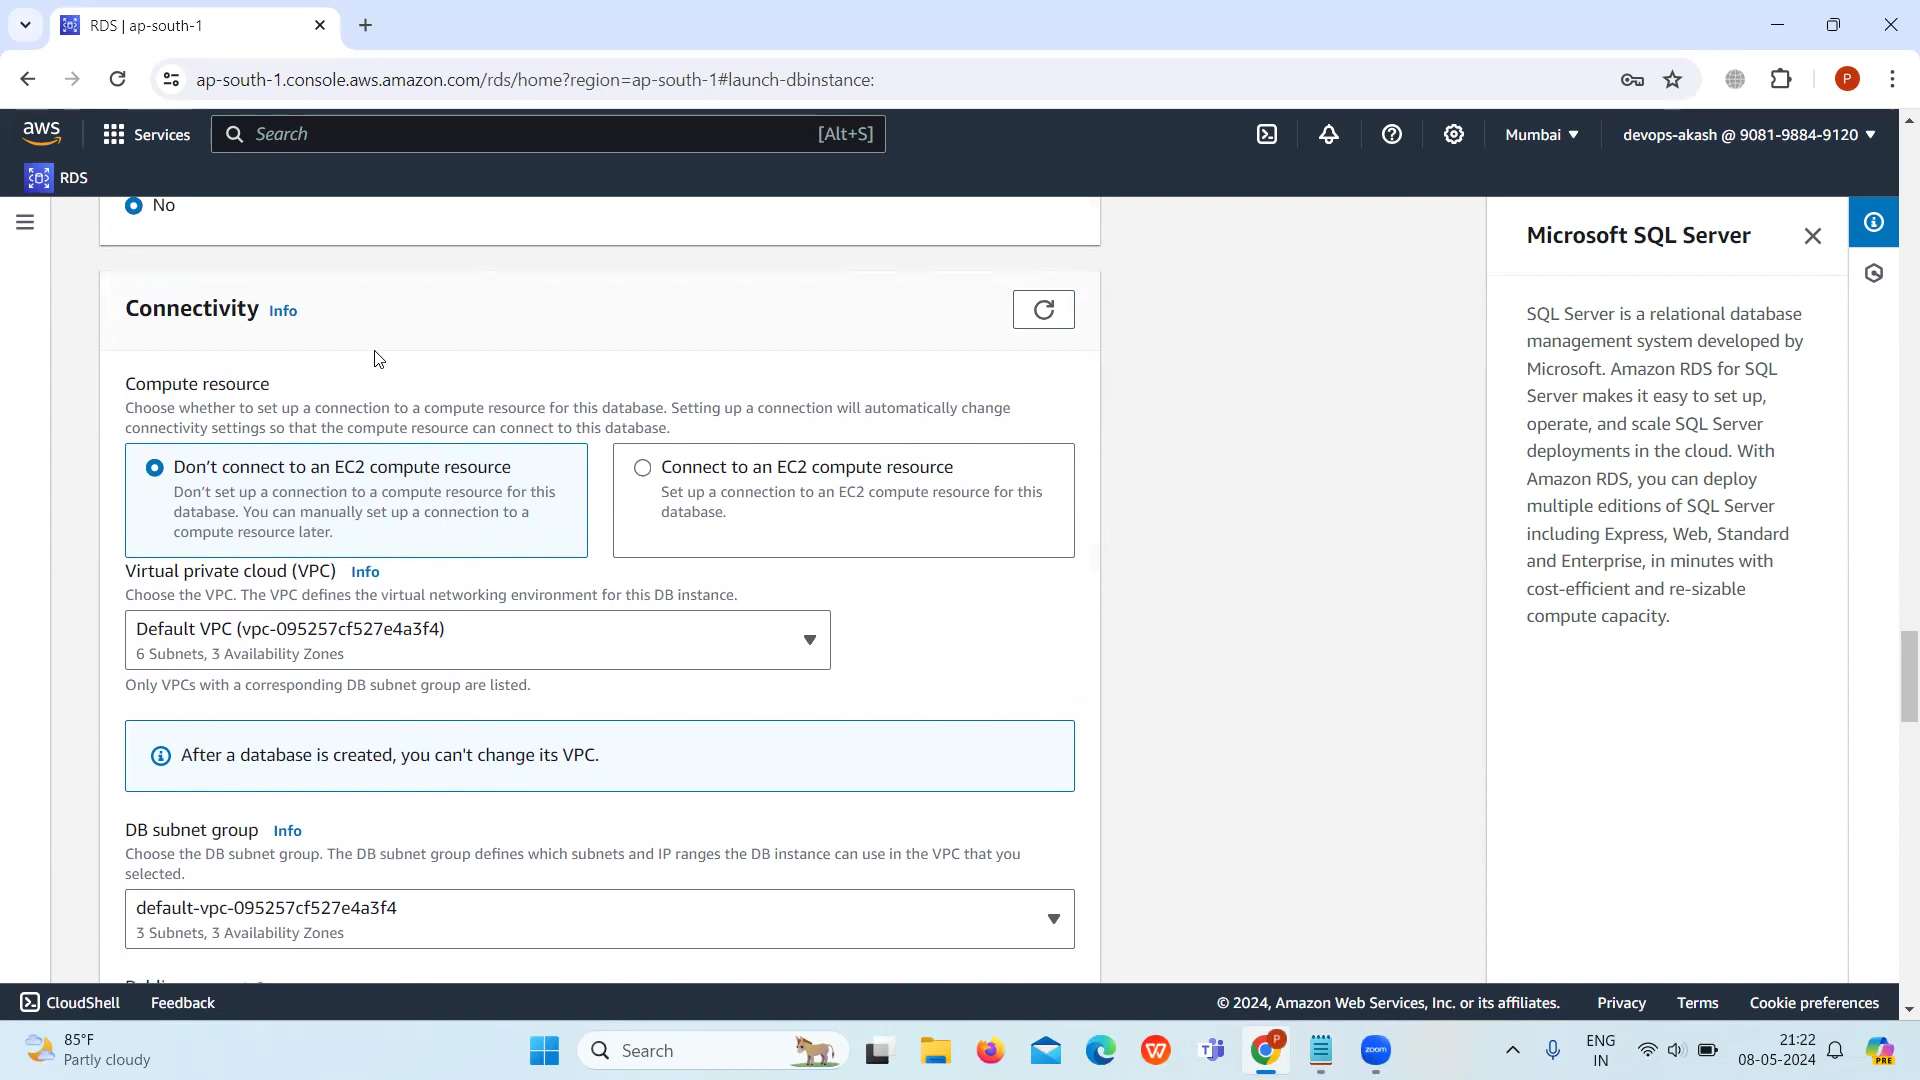 RDS | ap-south-1
ap-south-1.console.aws.amazon.com/rds/home?region=ap-south-1#launch-dbinstance:
P
aws
Services
Search
[Alt+S]
Mumbai
devops-akash @ 9081-9884-9120
RDS
No
Connectivity Info
Compute resource
Choose whether to set up a connection to a compute resource for this database. Setting up a connection will automatically change
connectivity settings so that the compute resource can connect to this database.
Don't connect to an EC2 compute resource
Don't set up a connection to a compute resource for this
database. You can manually set up a connection to a
compute resource later.
Connect to an EC2 compute resource
Set up a connection to an EC2 compute resource for this
database.
Virtual private cloud (VPC) Info
Choose the VPC. The VPC defines the virtual networking environment for this DB instance.
Default VPC (vpc-095257cf527e4a3f4)
6 Subnets, 3 Availability Zones
Only VPCs with a corresponding DB subnet group are listed.
After a database is created, you can't change its VPC.
DB subnet group Info
Choose the DB subnet group. The DB subnet group defines which subnets and IP ranges the DB instance can use in the VPC that you
selected.
default-vpc-095257cf527e4a3f4
3 Subnets, 3 Availability Zones
Microsoft SQL Server
SQL Server is a relational database
management system developed by
Microsoft. Amazon RDS for SQL
Server makes it easy to set up,
operate, and scale SQL Server
deployments in the cloud. With
Amazon RDS, you can deploy
multiple editions of SQL Server
including Express, Web, Standard
and Enterprise, in minutes with
cost-efficient and re-sizable
compute capacity.
CloudShell
Feedback
© 2024, Amazon Web Services, Inc. or its affiliates.
Privacy
Terms
Cookie preferences
85°F
Partly cloudy
Search
P
zoom
ENG
IN
21:22
08-05-2024
PRE